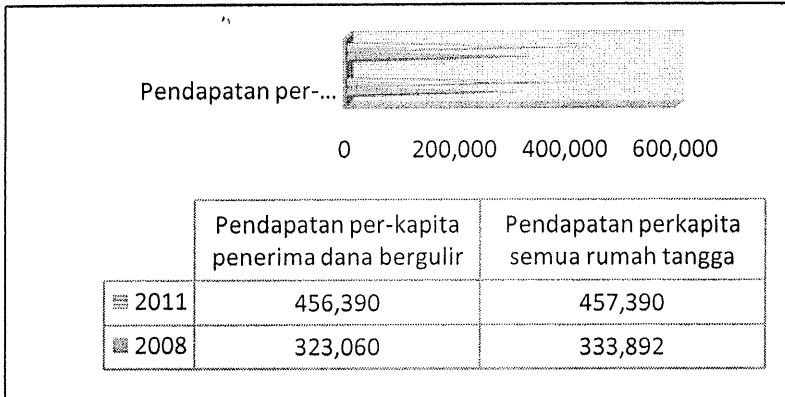 Pendapatan per-...
0 200,000 400,000 600,000
Pendapatan per-kapita penerima dana bergulir
Pendapatan perkapita semua rumah tangga
2011 456,390 457,390
2008 323,060 333,892